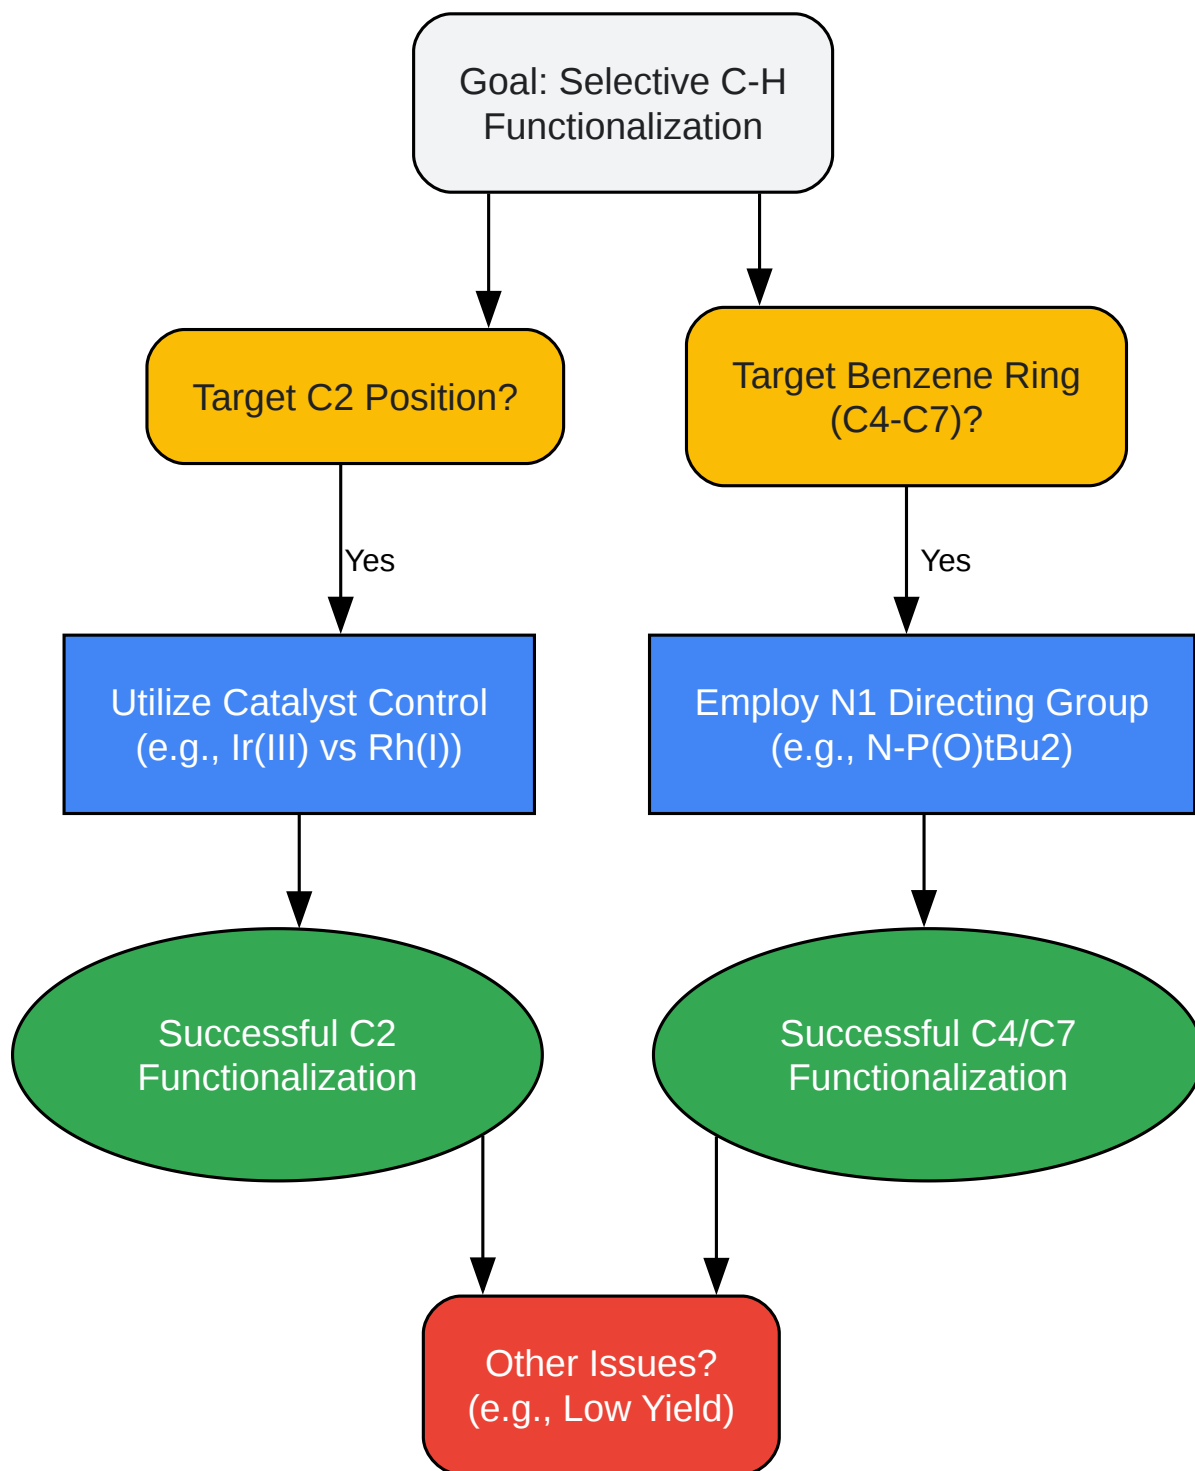 Goal: Selective C-H
Functionalization
Target C2 Position?
Target Benzene Ring
(C4-C7)?
Yes
Yes
Utilize Catalyst Control
(e.g., Ir(III) vs Rh(I))
Employ N1 Directing Group
(e.g., N-P(O)tBu2)
Successful C2
Functionalization
Successful C4/C7
Functionalization
Other Issues?
(e.g., Low Yield)